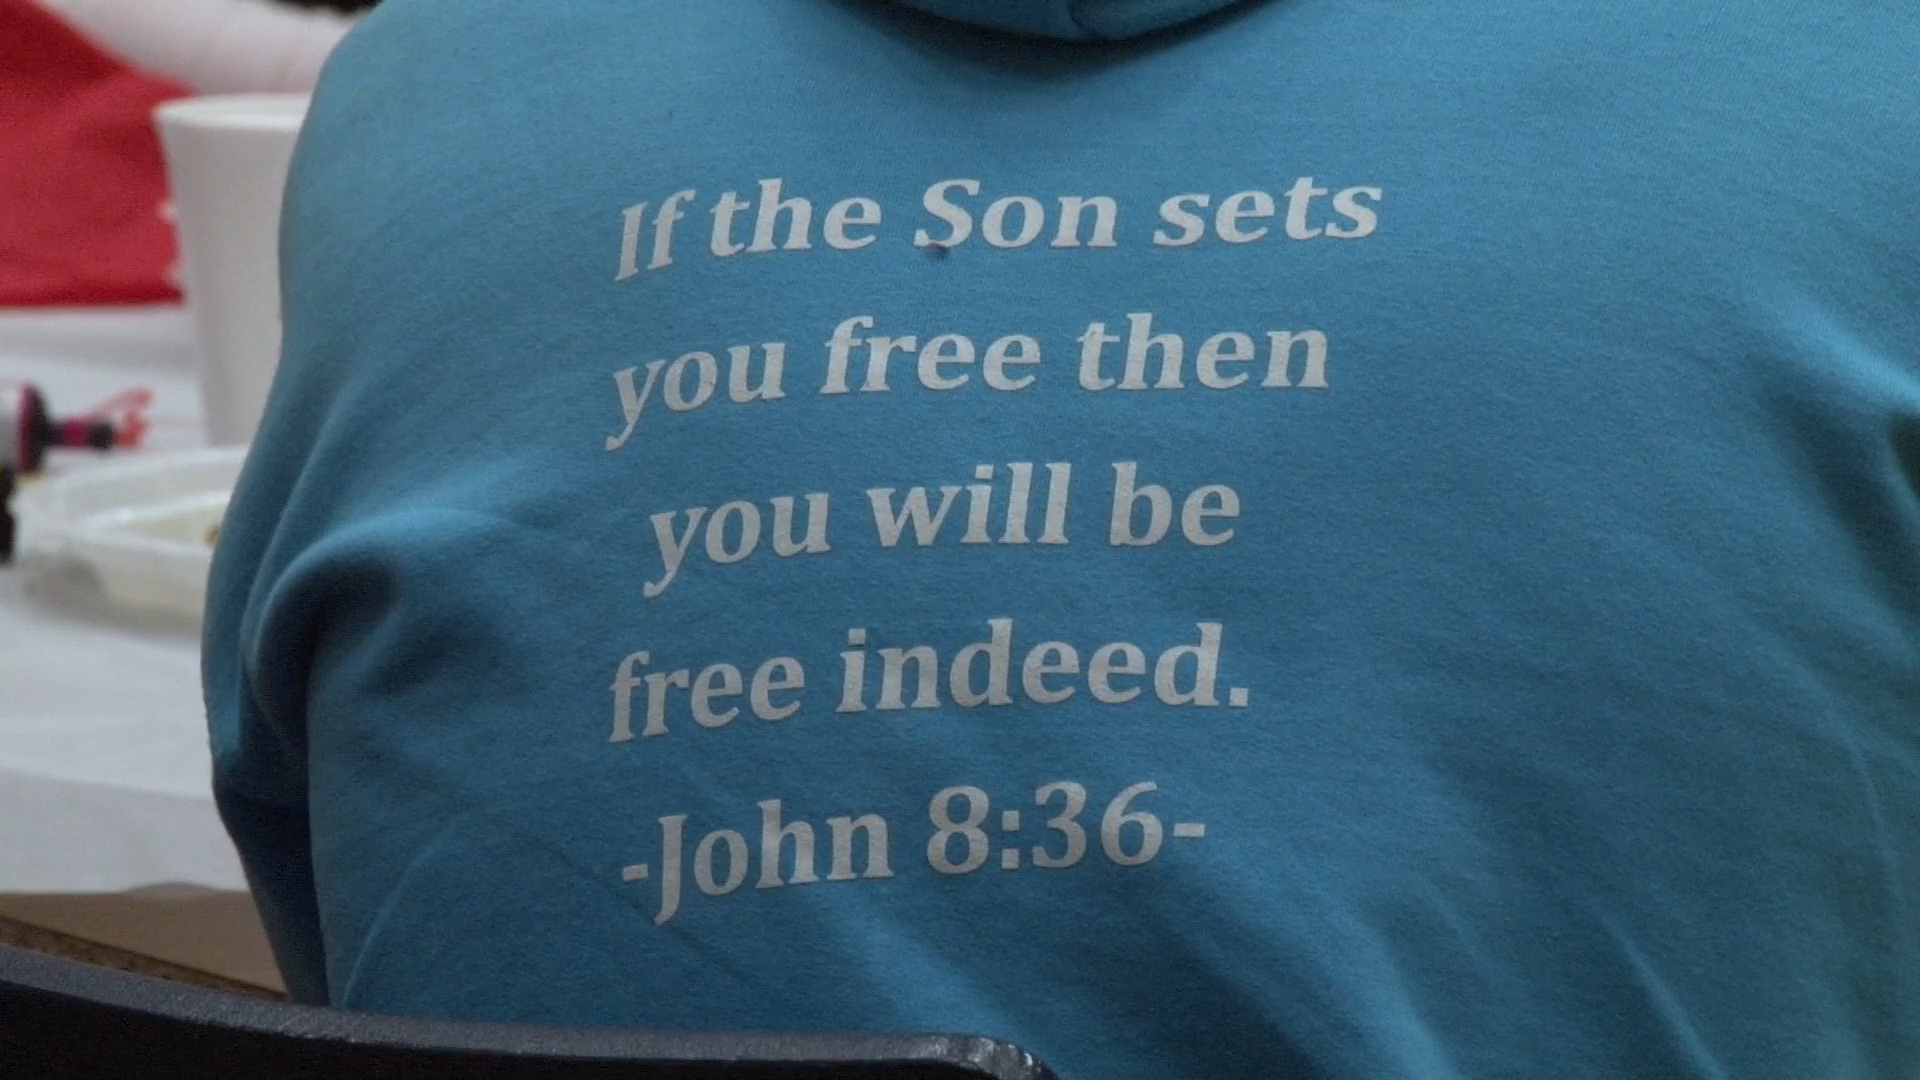 If the Son sets
you free then
you will be
free indeed.
-John 8:36-